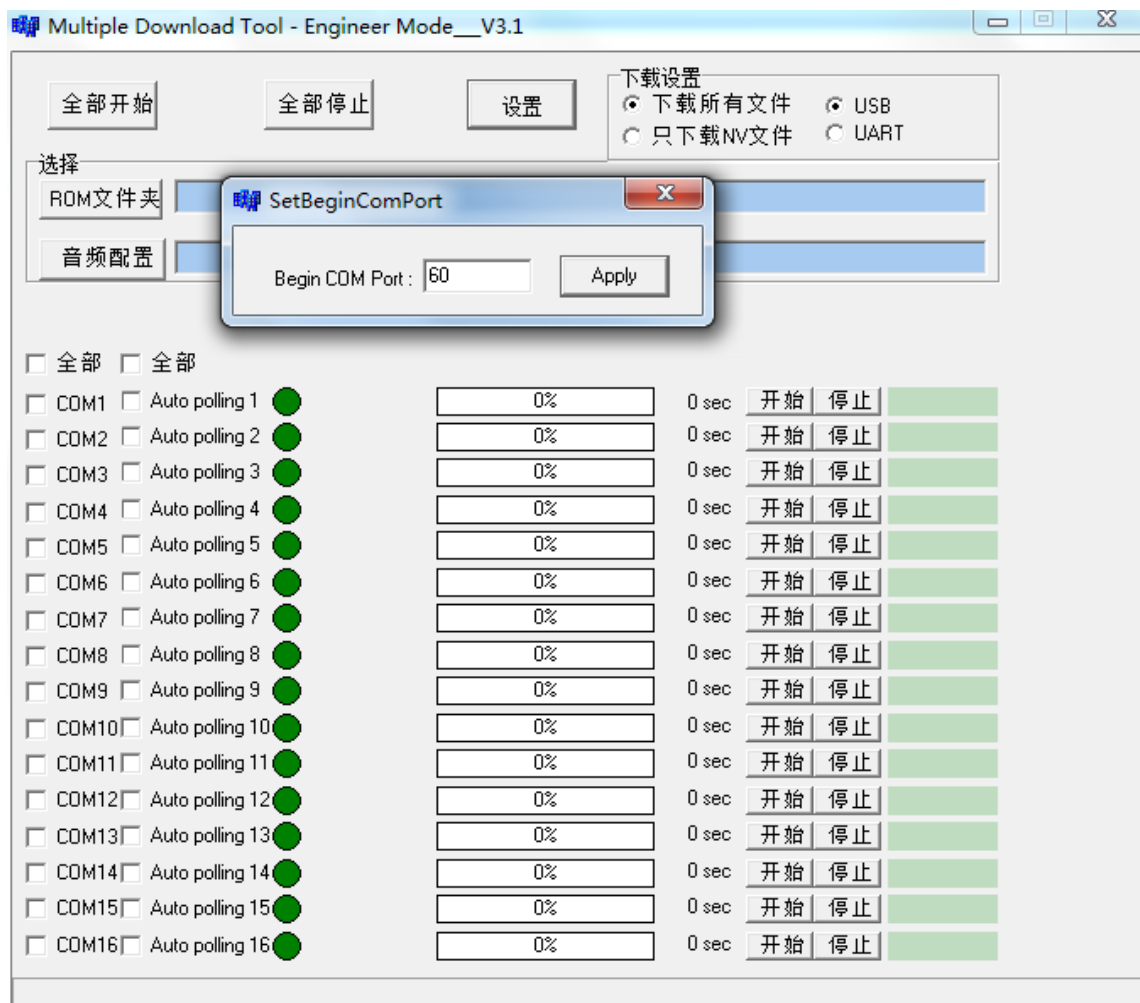 Multiple Download Tool - Engineer Mode___V3.1
全部开始 全部停止 设置
下载设置
下载所有文件 USB
只下载NV文件 UART
选择
ROM文件夹
音频配置
SetBeginComPort
Begin COM Port : 60 Apply
全部 全部
COM1 Auto polling 1 0% 0 sec 开始 停止
COM2 Auto polling 2 0% 0 sec 开始 停止
COM3 Auto polling 3 0% 0 sec 开始 停止
COM4 Auto polling 4 0% 0 sec 开始 停止
COM5 Auto polling 5 0% 0 sec 开始 停止
COM6 Auto polling 6 0% 0 sec 开始 停止
COM7 Auto polling 7 0% 0 sec 开始 停止
COM8 Auto polling 8 0% 0 sec 开始 停止
COM9 Auto polling 9 0% 0 sec 开始 停止
COM10 Auto polling 10 0% 0 sec 开始 停止
COM11 Auto polling 11 0% 0 sec 开始 停止
COM12 Auto polling 12 0% 0 sec 开始 停止
COM13 Auto polling 13 0% 0 sec 开始 停止
COM14 Auto polling 14 0% 0 sec 开始 停止
COM15 Auto polling 15 0% 0 sec 开始 停止
COM16 Auto polling 16 0% 0 sec 开始 停止